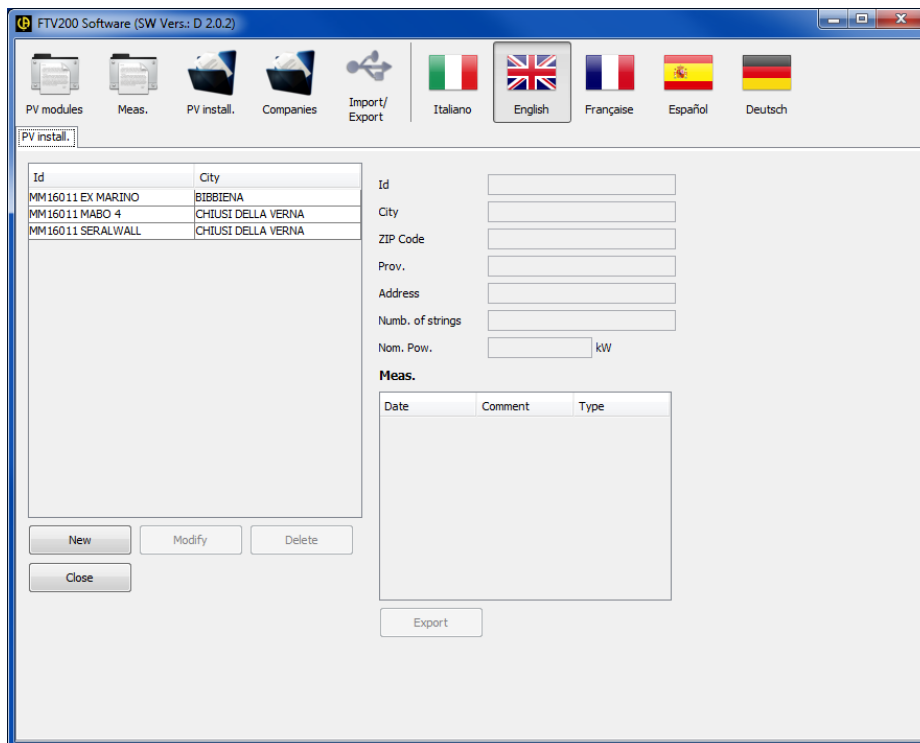 FTV200 Software (SW Vers.: D 2.0.2)
PV modules
Meas.
PV install.
Companies
Import/
Export
Italiano
English
Française
Español
Deutsch
PV install.
Id City
MM16011 EX MARINO BIBBIENA
MM16011 MABO 4 CHIUSI DELLA VERNA
MM16011 SERALWALL CHIUSI DELLA VERNA
New Modify Delete
Close
Id
City
ZIP Code
Prov.
Address
Numb. of strings
Nom. Pow. kW
Meas.
Date Comment Type
Export